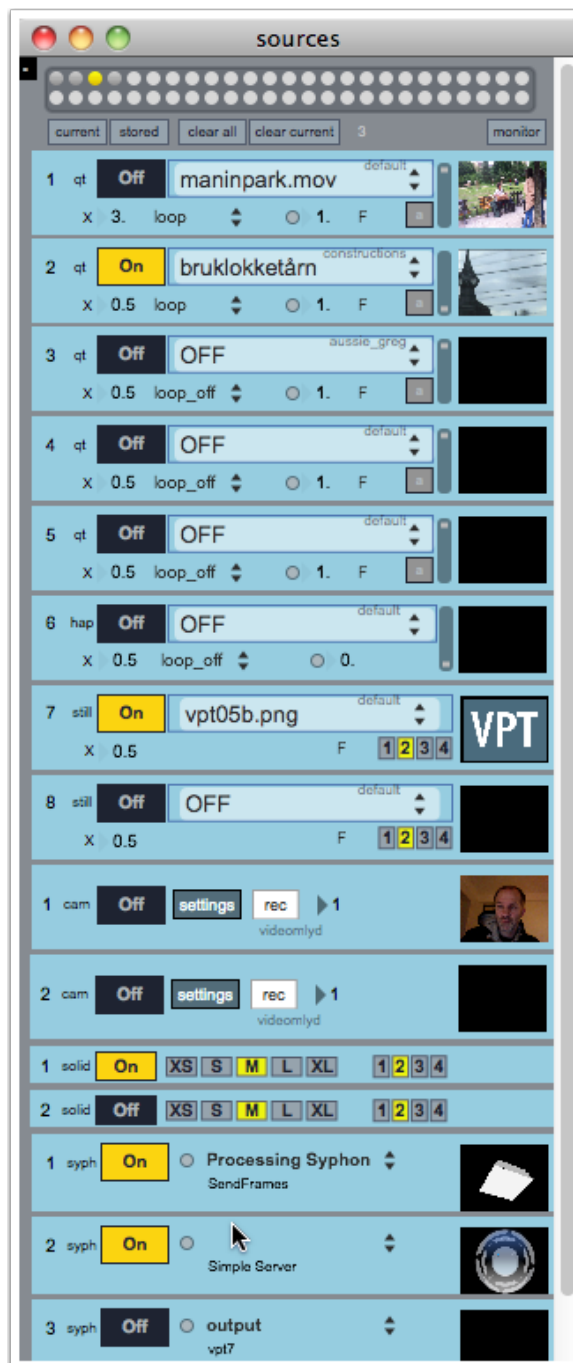 sources
current stored clear all clear current 3 monitor
default
1 qt Off maninpark.mov
X 3. loop 1. F a
constructions
2 qt On bruklokketårn
X 0.5 loop 1. F a
aussie_greg
3 qt Off OFF
X 0.5 loop_off 1. F a
default
4 qt Off OFF
X 0.5 loop_off 1. F a
default
5 qt Off OFF
X 0.5 loop_off 1. F a
default
6 hap Off OFF
X 0.5 loop_off 0.
default
7 still On vpt05b.png VPT
X 0.5 F 1 2 3 4
default
8 still Off OFF
X 0.5 F 1 2 3 4
1 cam Off settings rec 1
videomlyd
2 cam Off settings rec 1
videomlyd
1 solid On XS S M L XL 1 2 3 4
2 solid Off XS S M L XL 1 2 3 4
1 syph On Processing Syphon
SendFrames
2 syph On
Simple Server
3 syph Off output
vpt7